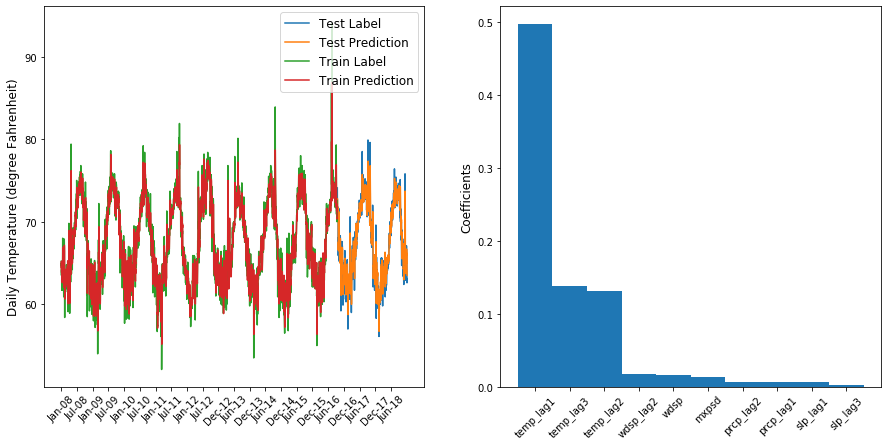 Daily Temperature (degree Fahrenheit)
90
80
70
60
Test Label
Test Prediction
Train Label
Train Prediction
Jan-08
Jul-08
Jan-09
Jul-09
Jan-10
Jul-10
Jan-11
Jul-11
Jan-12
Jul-12
Dec-12
Jun-13
Dec-13
Jun-14
Dec-14
Jun-15
Dec-15
Jun-16
Dec-16
Jun-17
Dec-17
Jun-18
Coefficients
0.5
0.4
0.3
0.2
0.1
0.0
temp_lag1
temp_lag3
temp_lag2
wdsp_lag2
wdsp
mxpsd
prcp_lag2
prcp_lag1
slp_lag1
slp_lag3